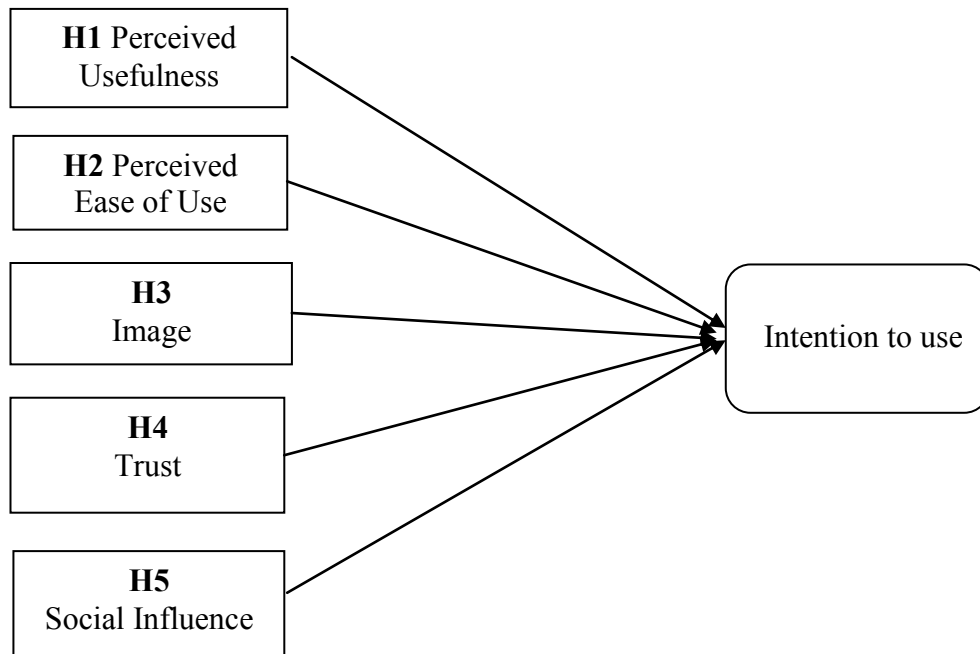 H1 Perceived
Usefulness
H2 Perceived
Ease of Use
H3
Image
H4
Trust
H5
Social Influence
Intention to use